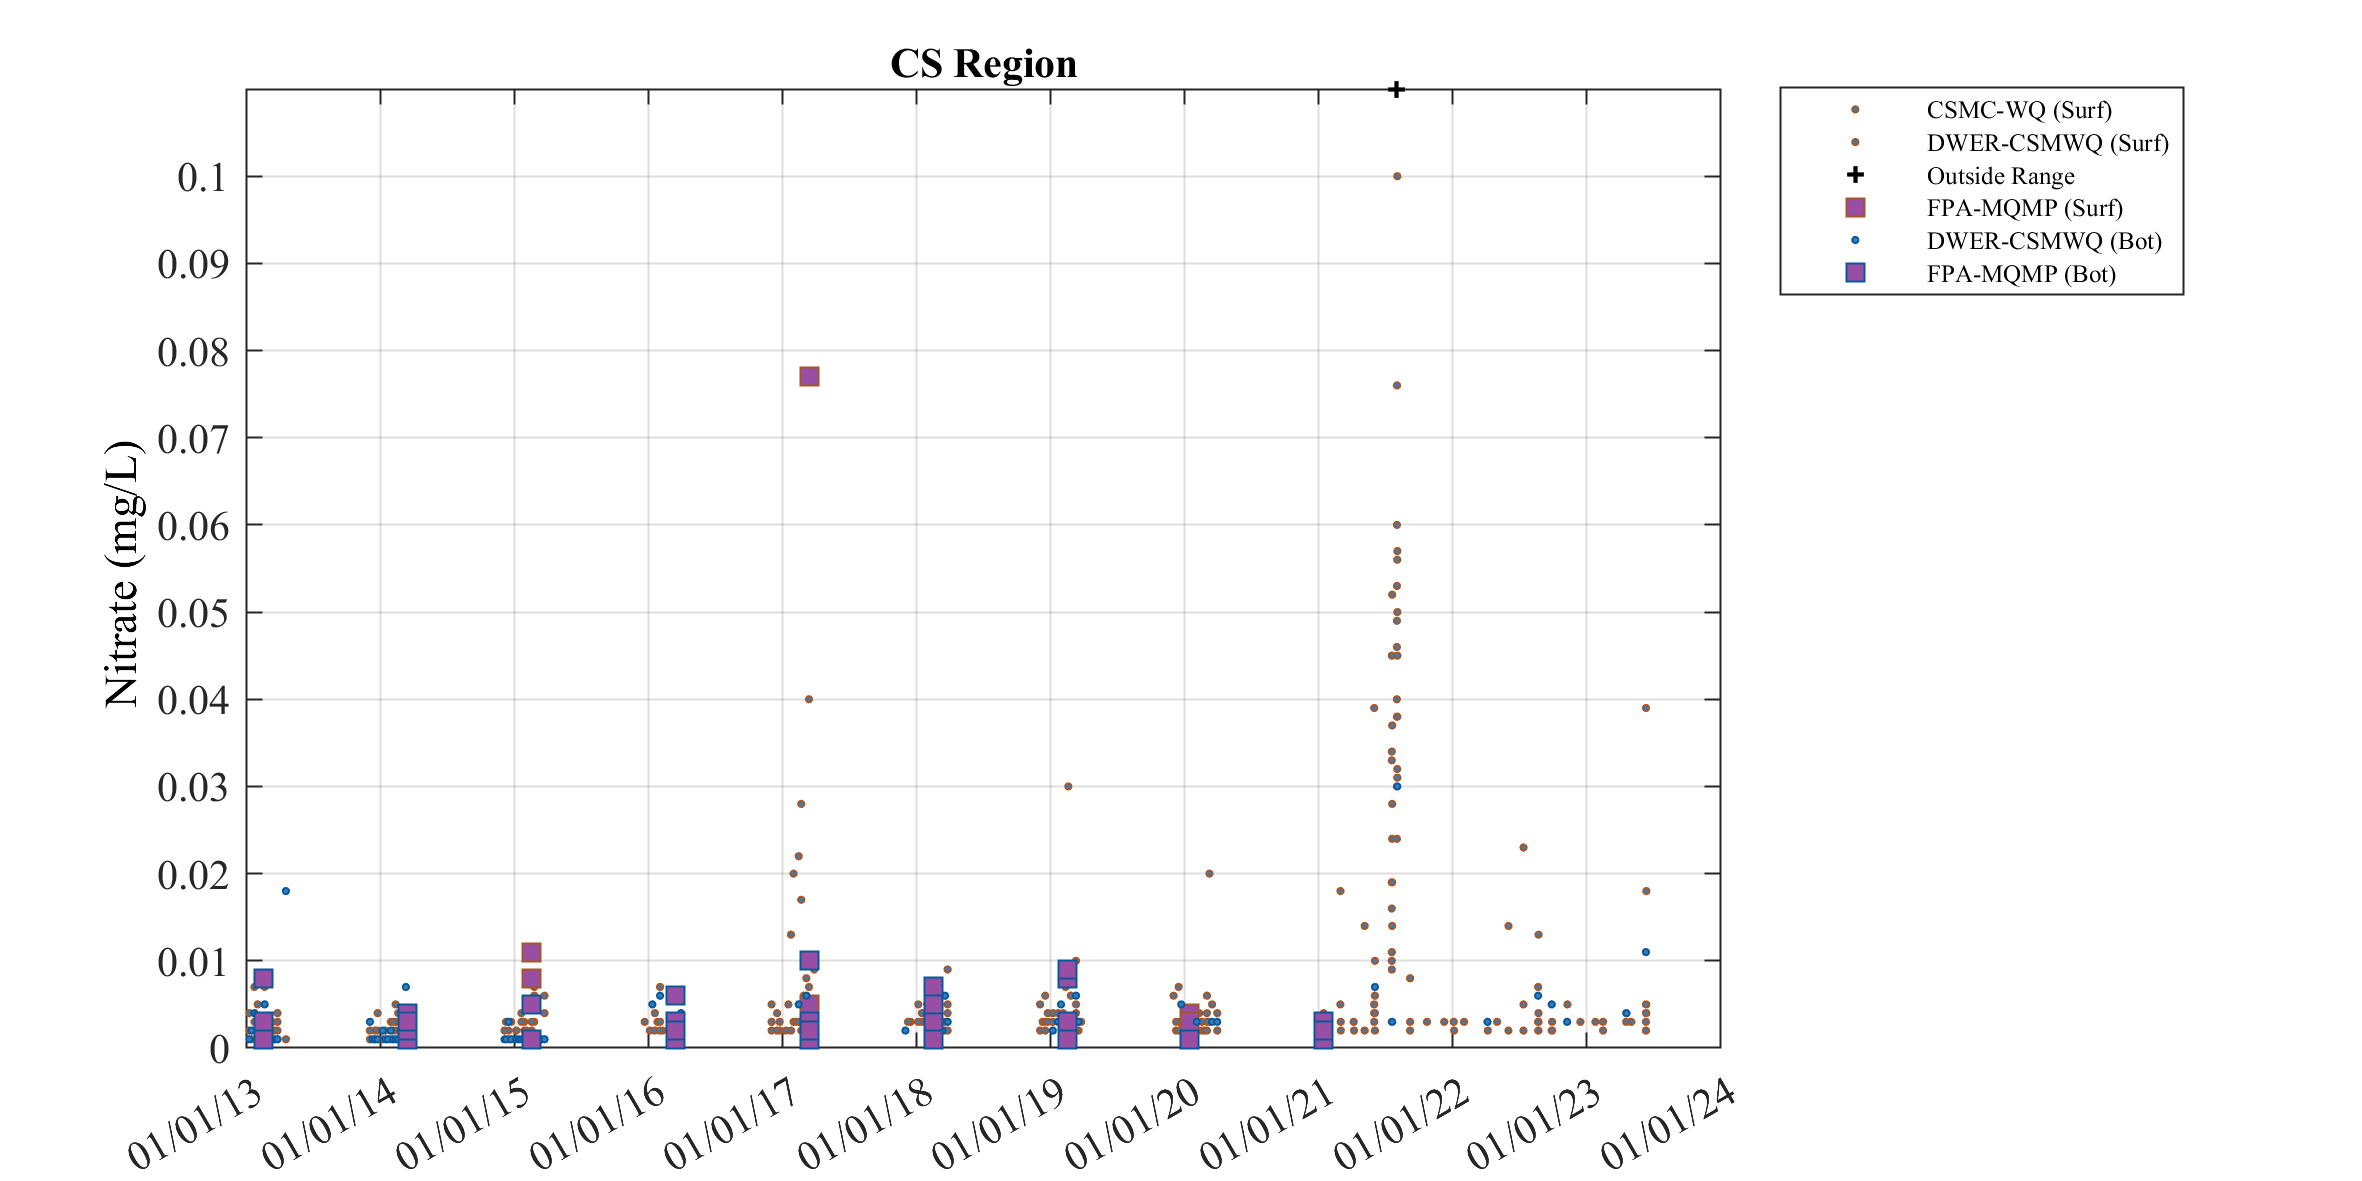 CS Region
CSMC-WQ (Surf)
DWER-CSMWQ (Surf)
Outside Range
FPA-MQMP (Surf)
DWER-CSMWQ (Bot)
FPA-MQMP (Bot)
Nitrate (mg/L)
0.1
0.09
0.08
0.07
0.06
0.05
0.04
0.03
0.02
0.01
0
01/01/13
01/01/14
01/01/15
01/01/16
01/01/17
01/01/18
01/01/19
01/01/20
01/01/21
01/01/22
01/01/23
01/01/24